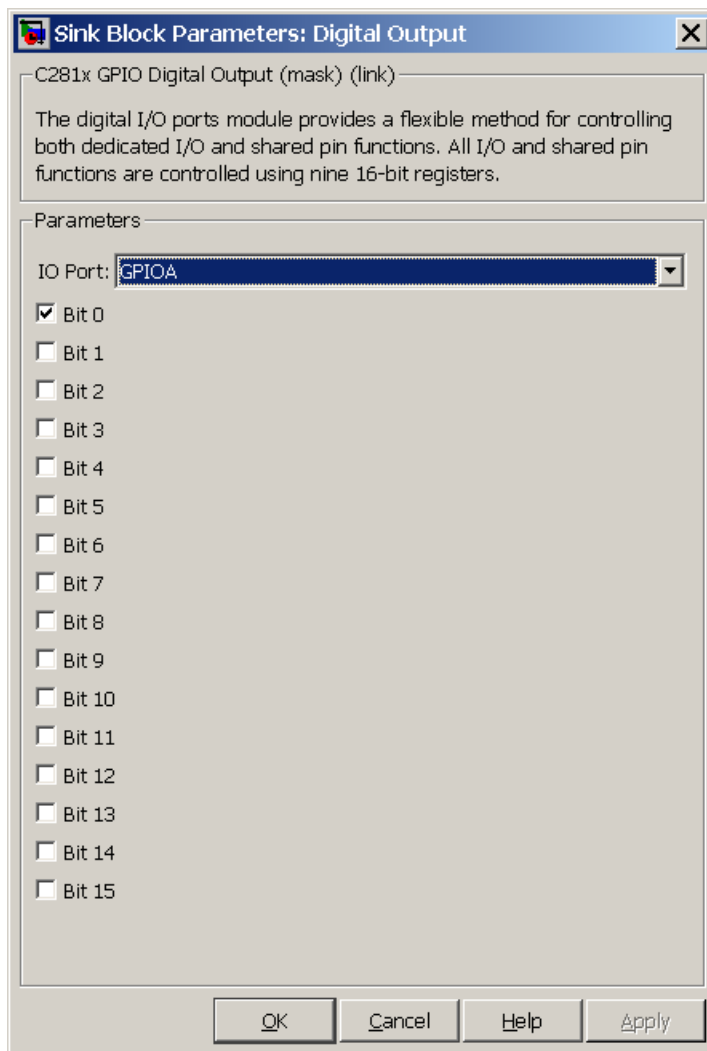 Sink Block Parameters: Digital Output
C281x GPIO Digital Output (mask) (link)
The digital I/O ports module provides a flexible method for controlling
both dedicated I/O and shared pin functions. All I/O and shared pin
functions are controlled using nine 16-bit registers.
Parameters
IO Port: GPIOA
Bit 0
Bit 1
Bit 2
Bit 3
Bit 4
Bit 5
Bit 6
Bit 7
Bit 8
Bit 9
Bit 10
Bit 11
Bit 12
Bit 13
Bit 14
Bit 15
OK Cancel Help Apply